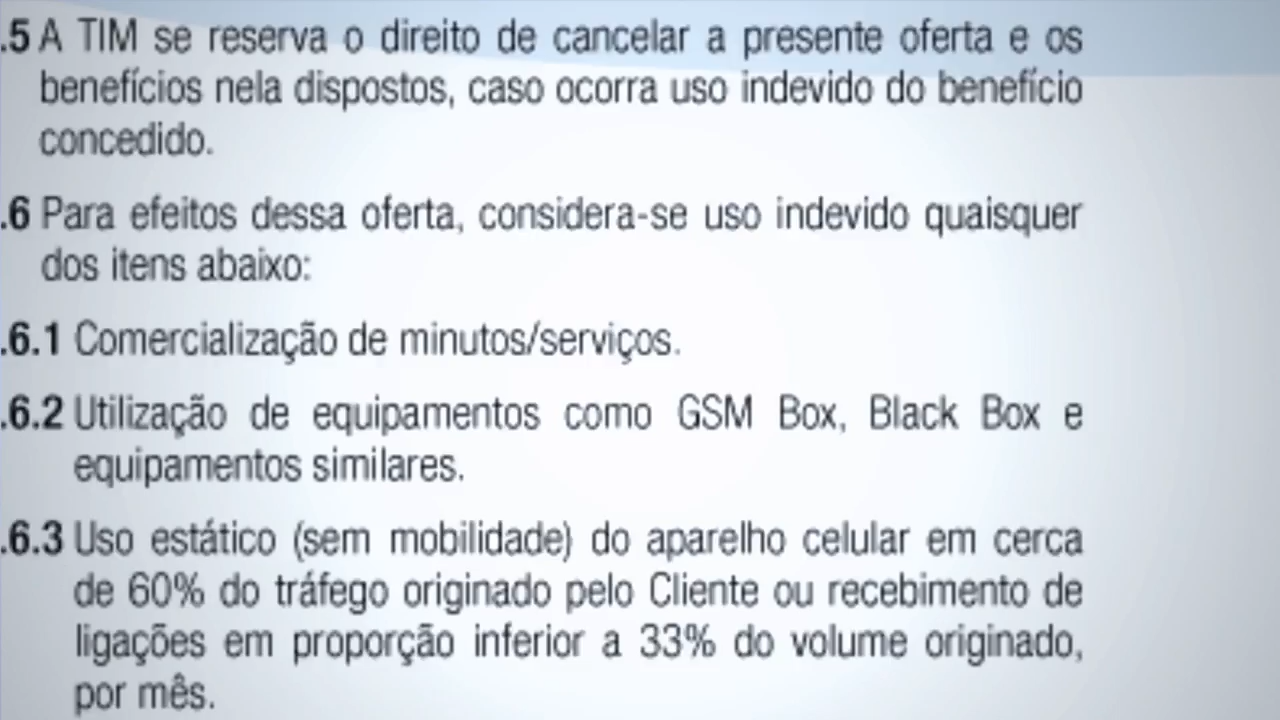 .5 A TIM se reserva o direito de cancelar a presente oferta e os
benefícios nela dispostos, caso ocorra uso indevido do benefício
concedido.
.6 Para efeitos dessa oferta, considera-se uso indevido quaisquer
dos itens abaixo:
.6.1 Comercialização de minutos/serviços.
.6.2 Utilização de equipamentos como GSM Box, Black Box e
equipamentos similares.
.6.3 Uso estático (sem mobilidade) do aparelho celular em cerca
de 60% do tráfego originado pelo Cliente ou recebimento de
ligações em proporção inferior a 33% do volume originado,
por mês.